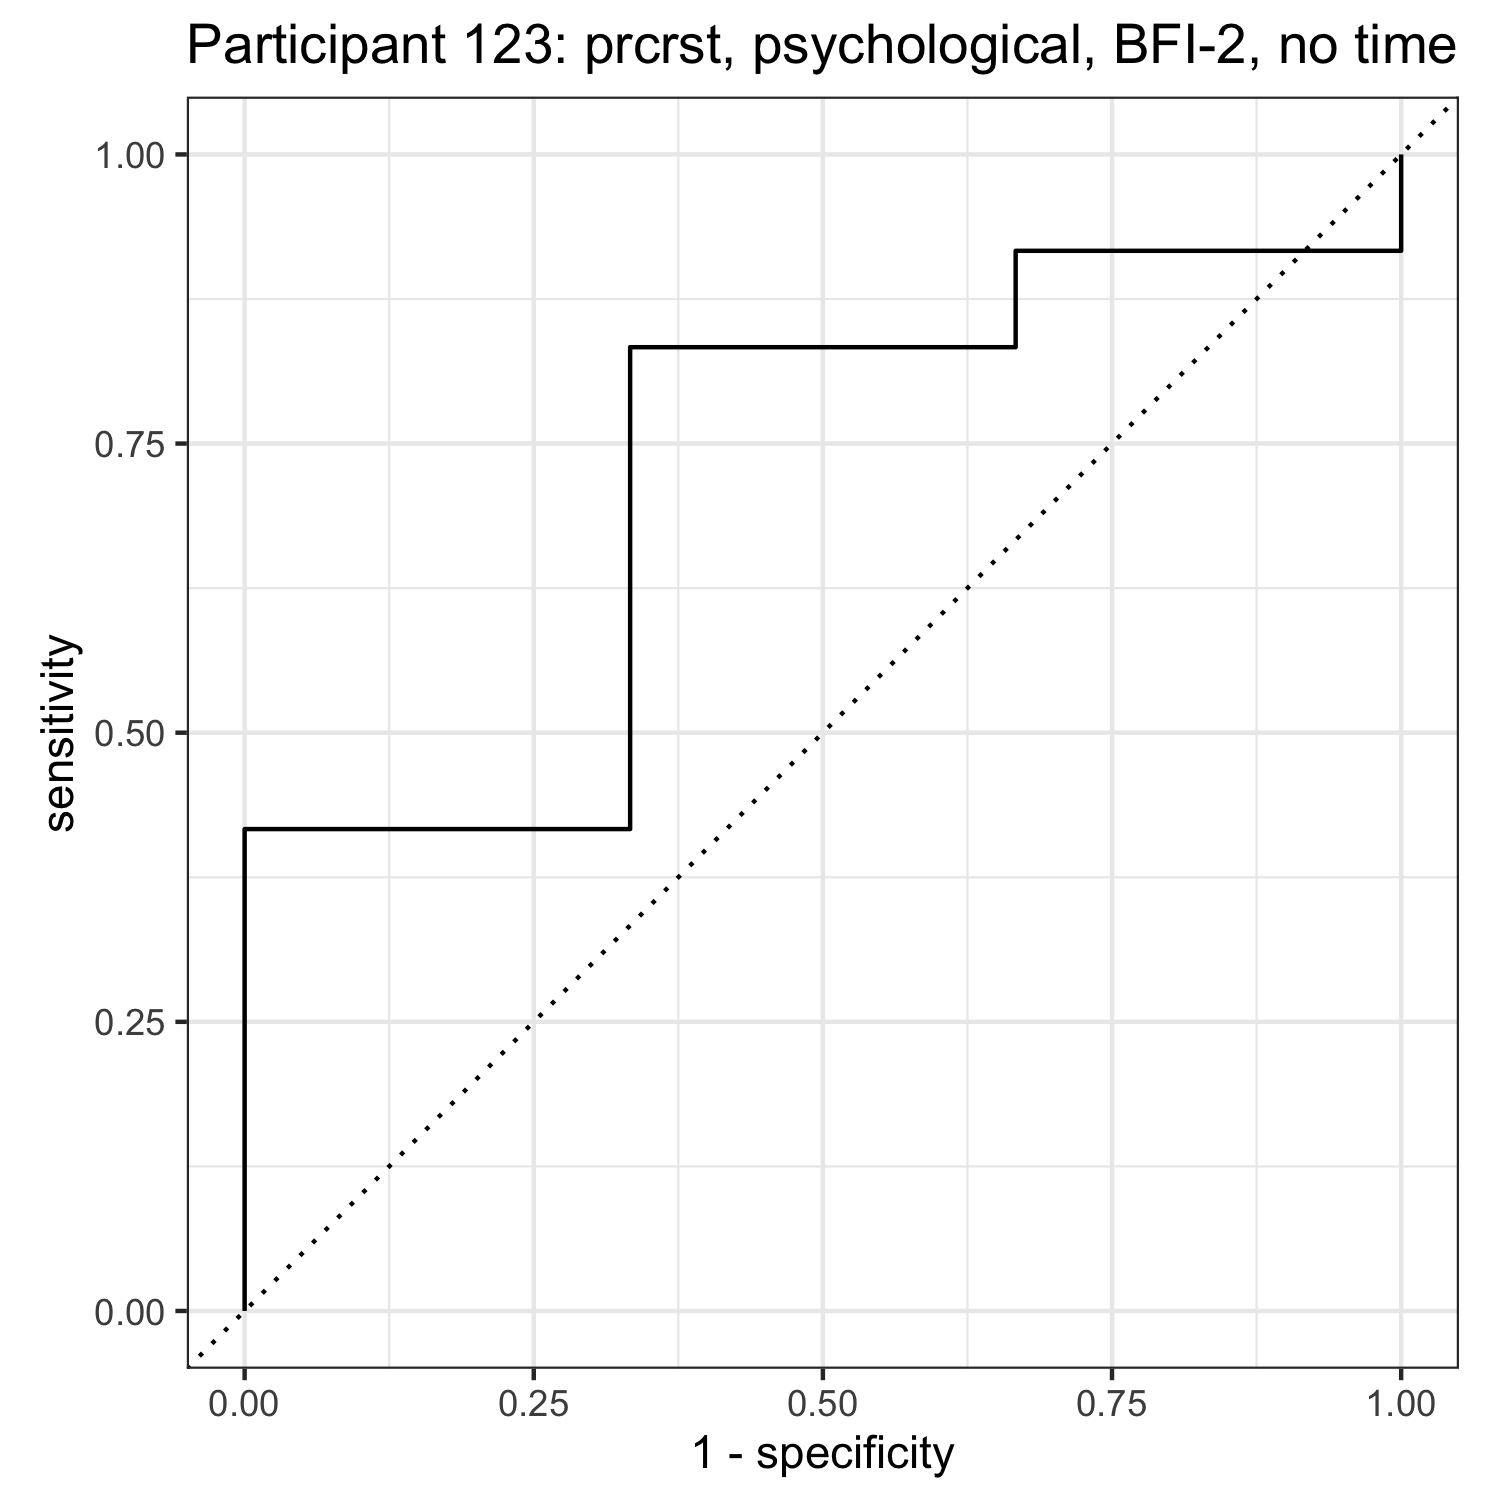 Participant 123: prcrst, psychological, BFI-2, no time
1.00
0.75
0.50
0.25
0.00
sensitivity
0.00 0.25 0.50 0.75 1.00
1 - specificity